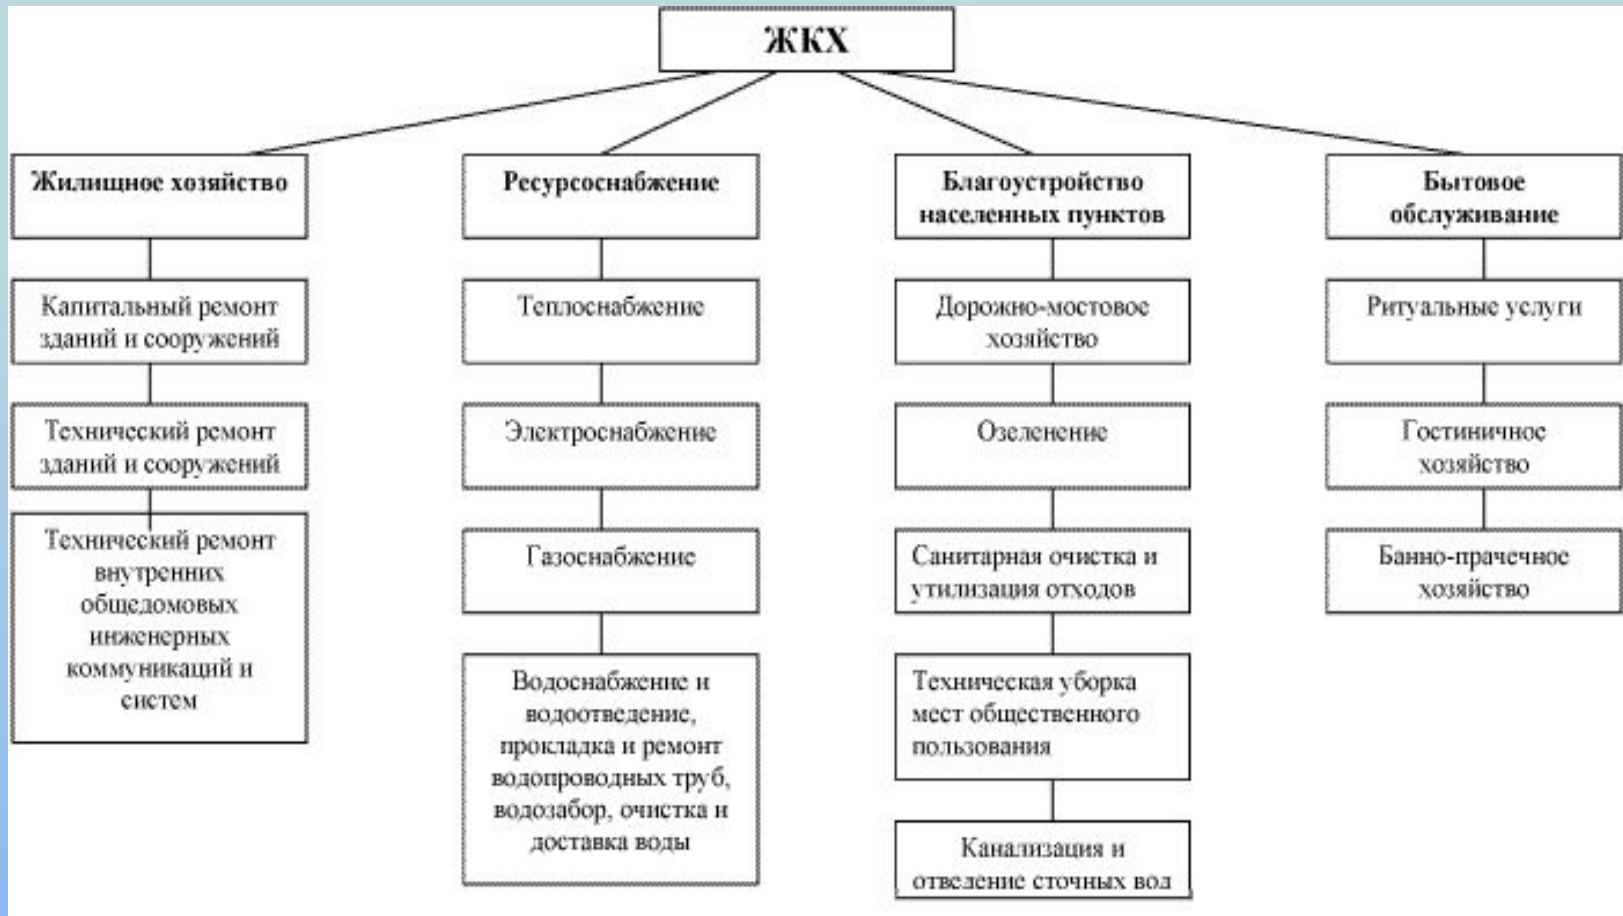 ЖКХ
Жилищное хозяйство
Капитальный ремонт
зданий и сооружений
Технический ремонт
зданий и сооружений
Технический ремонт
внутренних
общедомовых
инженерных
коммуникаций и
систем
Ресурсоснабжение
Теплоснабжение
Электроснабжение
Газоснабжение
Водоснабжение и
водоотведение,
прокладка и ремонт
водопроводных труб,
водозабор, очистка и
доставка воды
Благоустройство
населенных пунктов
Дорожно-мостовое
хозяйство
Озеленение
Санитарная очистка и
утилизация отходов
Техническая уборка
мест общественного
пользования
Канализация и
отведение сточных вод
Бытовое
обслуживание
Ритуальные услуги
Гостиничное
хозяйство
Банно-прачечное
хозяйство